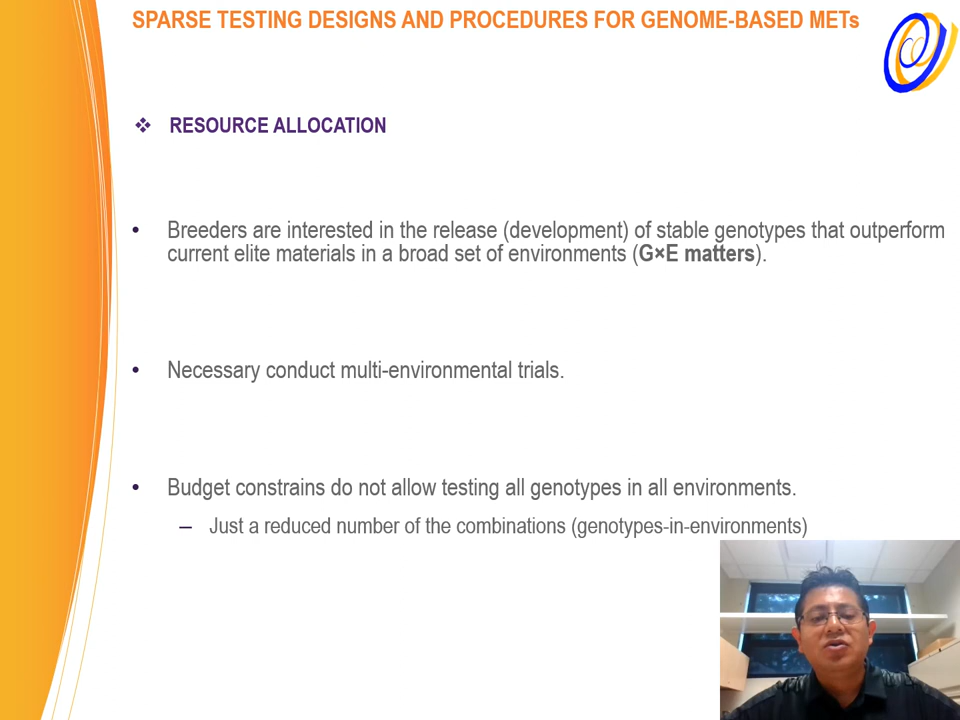 SPARSE TESTING DESIGNS AND PROCEDURES FOR GENOME-BASED METs
❖ RESOURCE ALLOCATION
• Breeders are interested in the release (development) of stable genotypes that outperform
current elite materials in a broad set of environments (G×E matters).
• Necessary conduct multi-environmental trials.
• Budget constrains do not allow testing all genotypes in all environments.
– Just a reduced number of the combinations (genotypes-in-environments)